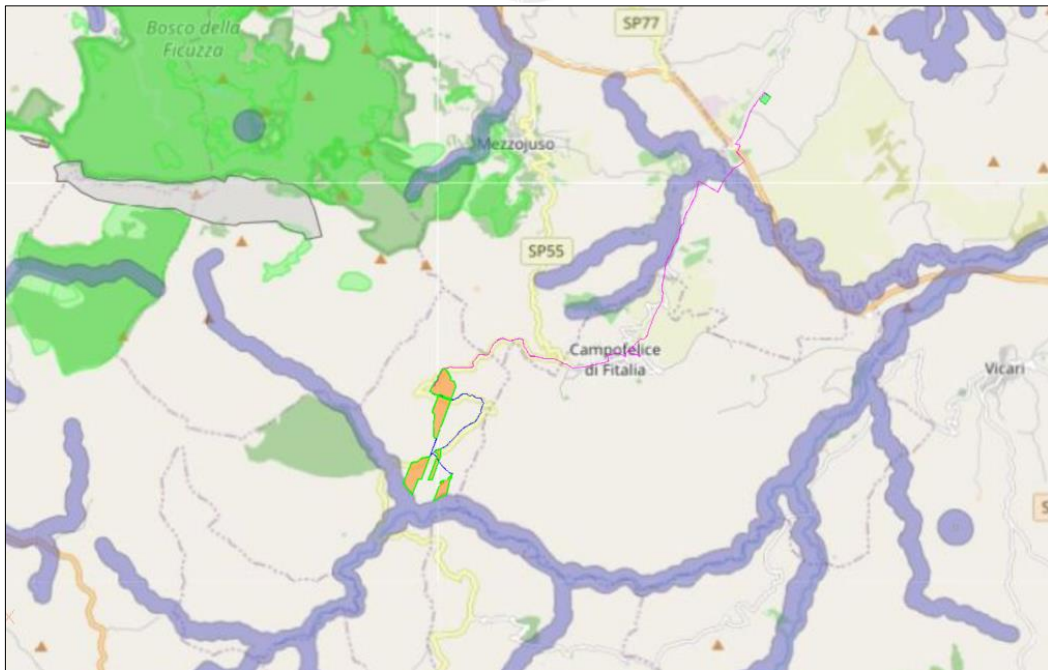 Bosco della
Ficuzza
SP77
Mezzojuso
SP55
Campofelice
di Fitalia
Vicari
S